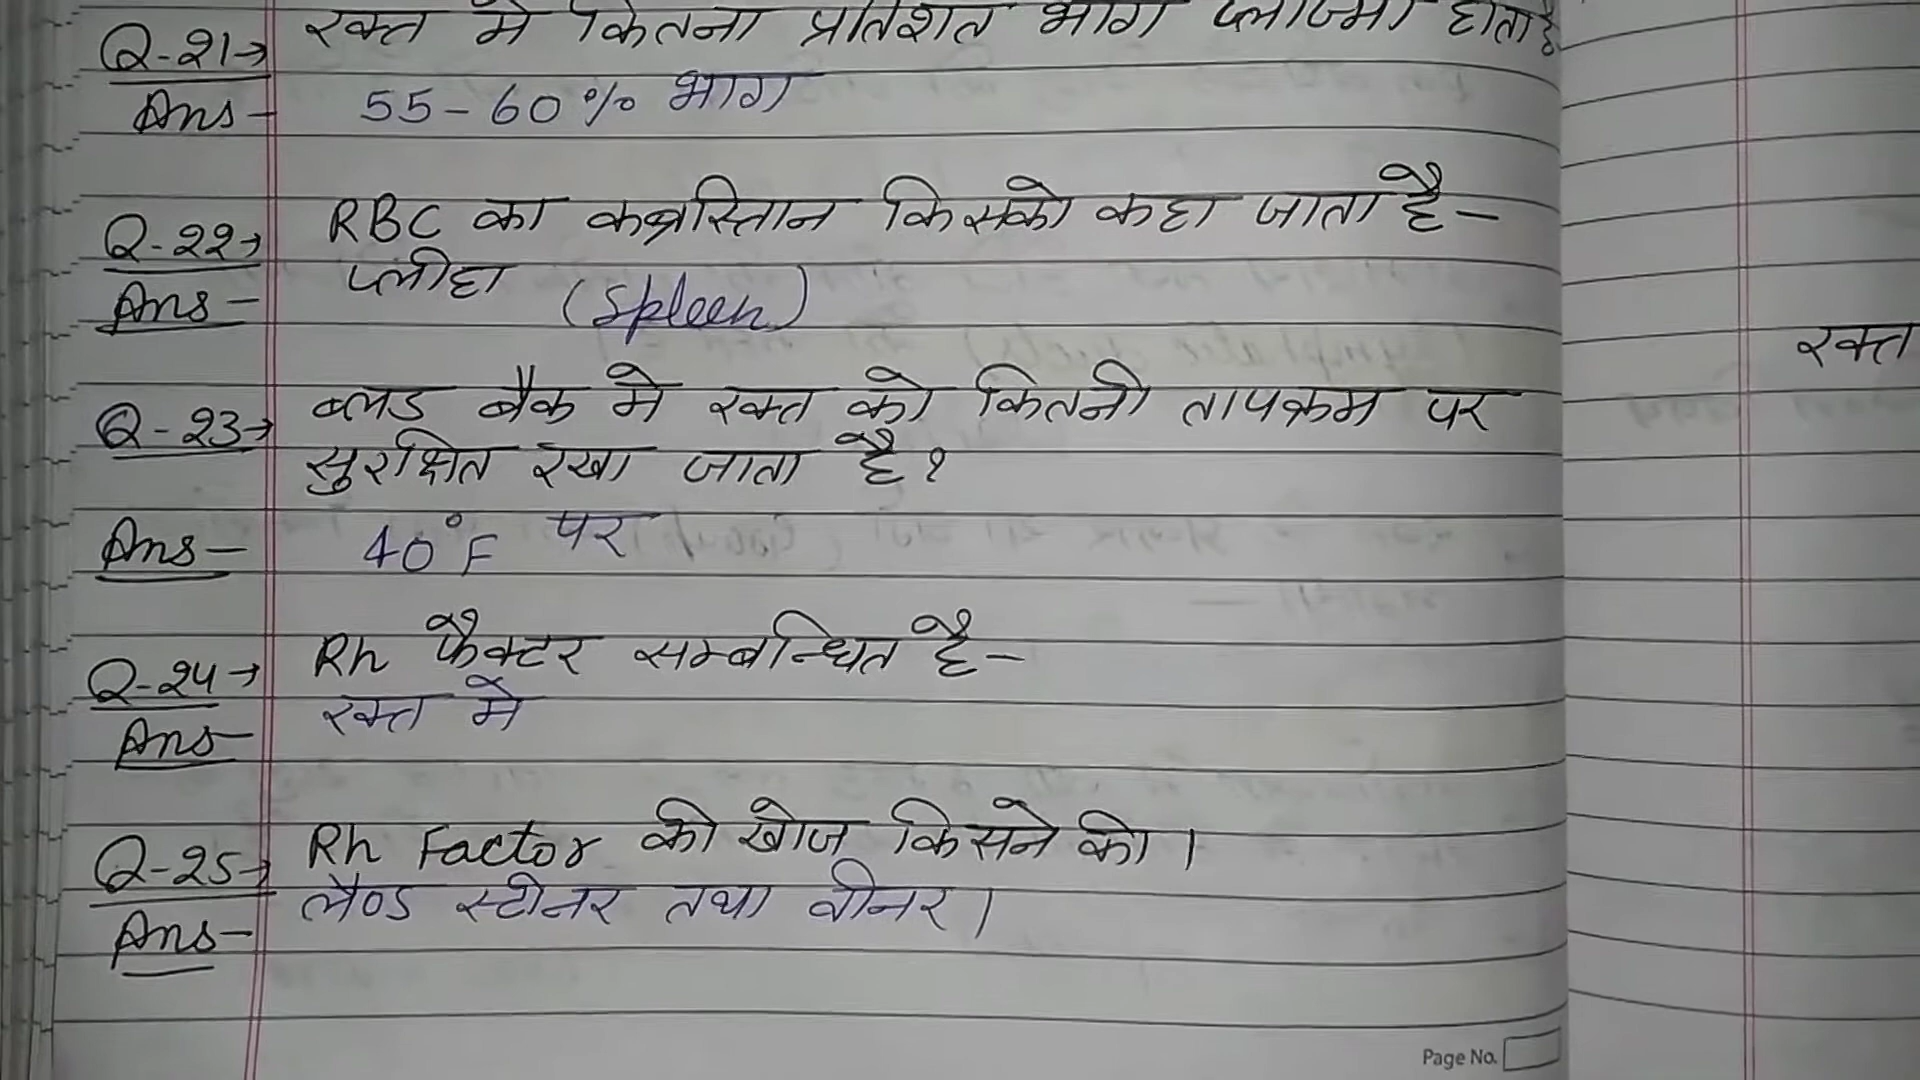 Q-21→ रक्त मे कितना प्रतिशत भाग प्लाज्मा होता है
Ans- 55-60% भाग
Q-22→ RBC का कब्रस्तिान किसको कहा जाता है-
Ans- प्लीहा (Spleen)
Q-23→ ब्लड बैंक मे रक्त को कितनी तापक्रम पर
सुरक्षित रखा जाता है?
Ans- 40°F पर
Q-24→ Rh फैक्टर सम्बन्धित है-
Ans- रक्त मे
Q-25→ Rh Factor की खोज किसने की।
Ans- लैण्ड स्टीनर तथा वीनर।
Page No.
रक्त